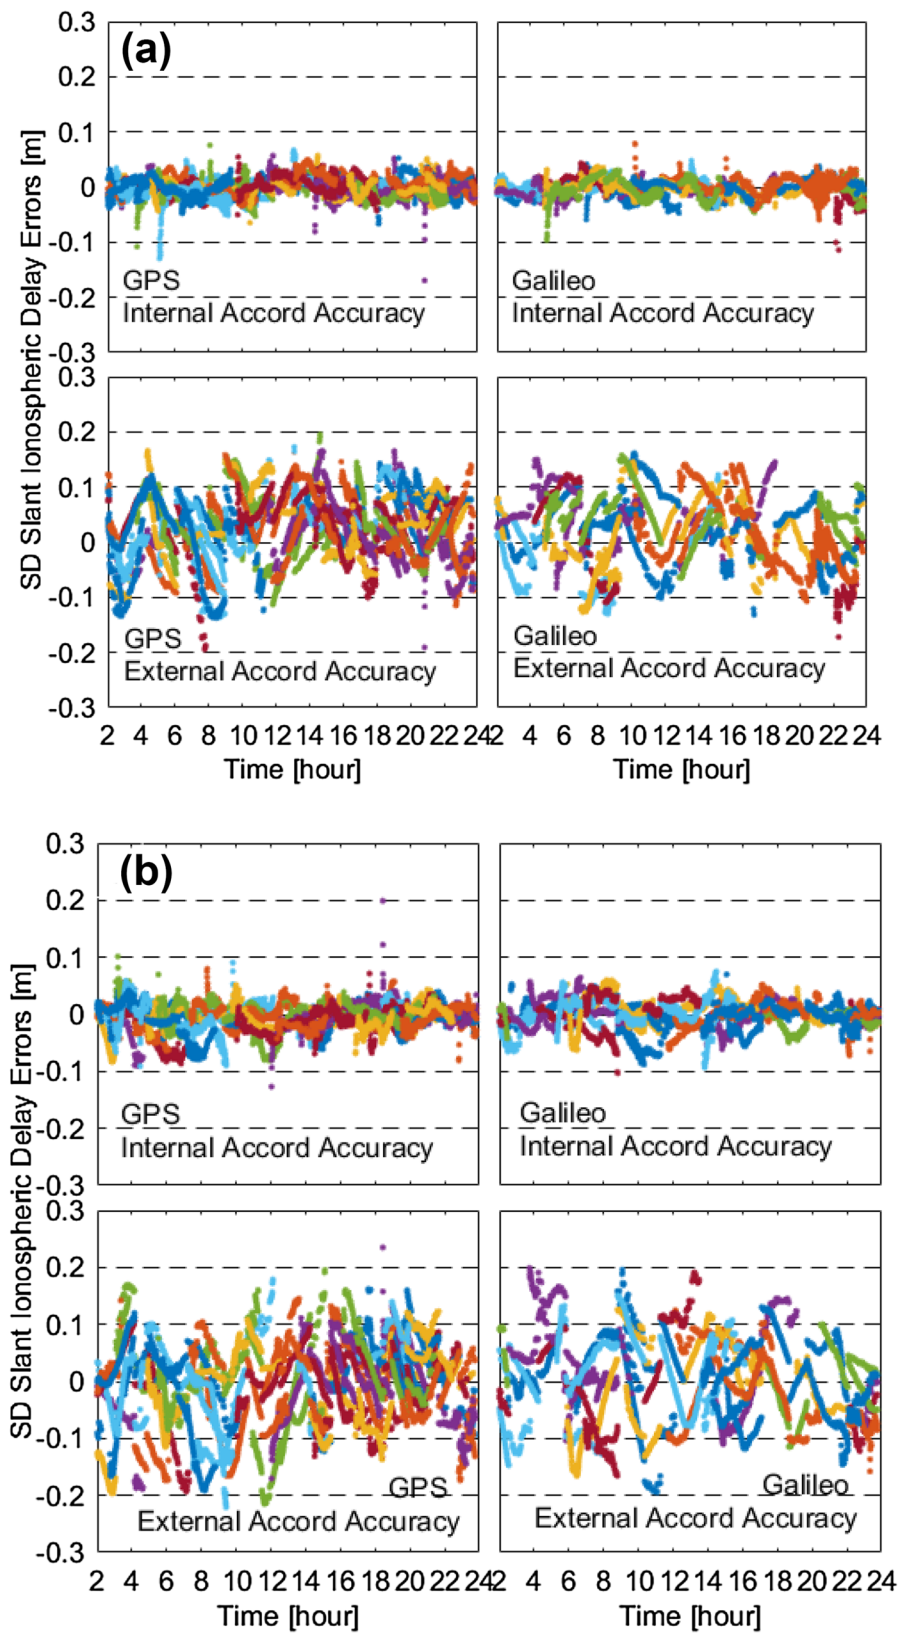 (a)
SD Slant Ionospheric Delay Errors [m]
0.3
0.2
0.1
0
-0.1
-0.2
-0.3
GPS
Internal Accord Accuracy
Galileo
Internal Accord Accuracy
0.3
0.2
0.1
0
-0.1
-0.2
-0.3
GPS
External Accord Accuracy
Galileo
External Accord Accuracy
2 4 6 8 10 12 14 16 18 20 22 24
2 4 6 8 10 12 14 16 18 20 22 24
Time [hour]
Time [hour]
(b)
SD Slant Ionospheric Delay Errors [m]
0.3
0.2
0.1
0
-0.1
-0.2
-0.3
GPS
Internal Accord Accuracy
Galileo
Internal Accord Accuracy
0.3
0.2
0.1
0
-0.1
-0.2
-0.3
GPS
External Accord Accuracy
Galileo
External Accord Accuracy
2 4 6 8 10 12 14 16 18 20 22 24
2 4 6 8 10 12 14 16 18 20 22 24
Time [hour]
Time [hour]